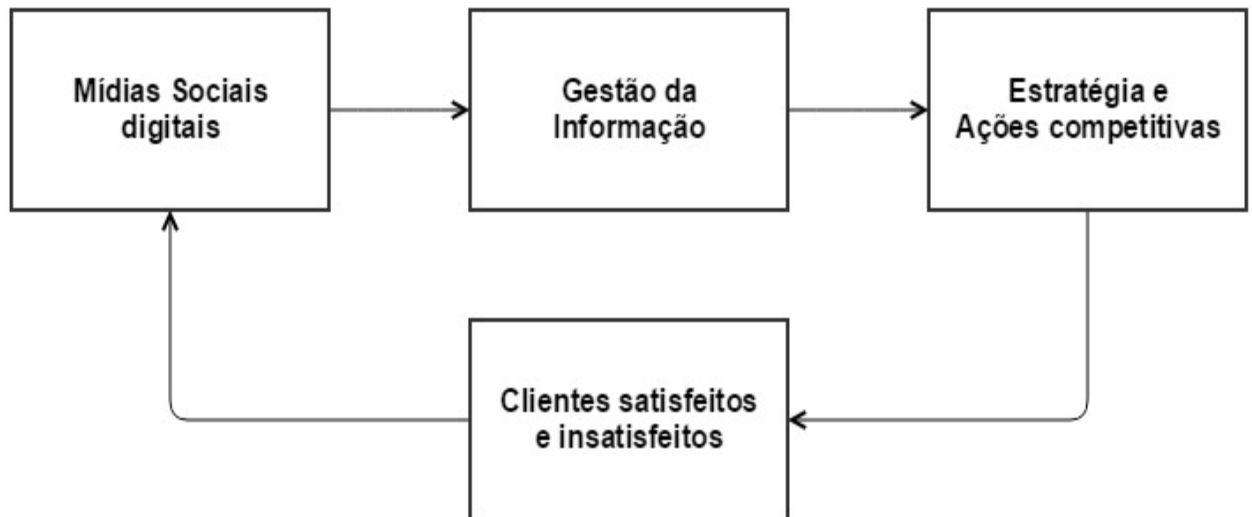 Mídias Sociais
digitais
Gestão da
Informação
Estratégia e
Ações competitivas
Clientes satisfeitos
e insatisfeitos